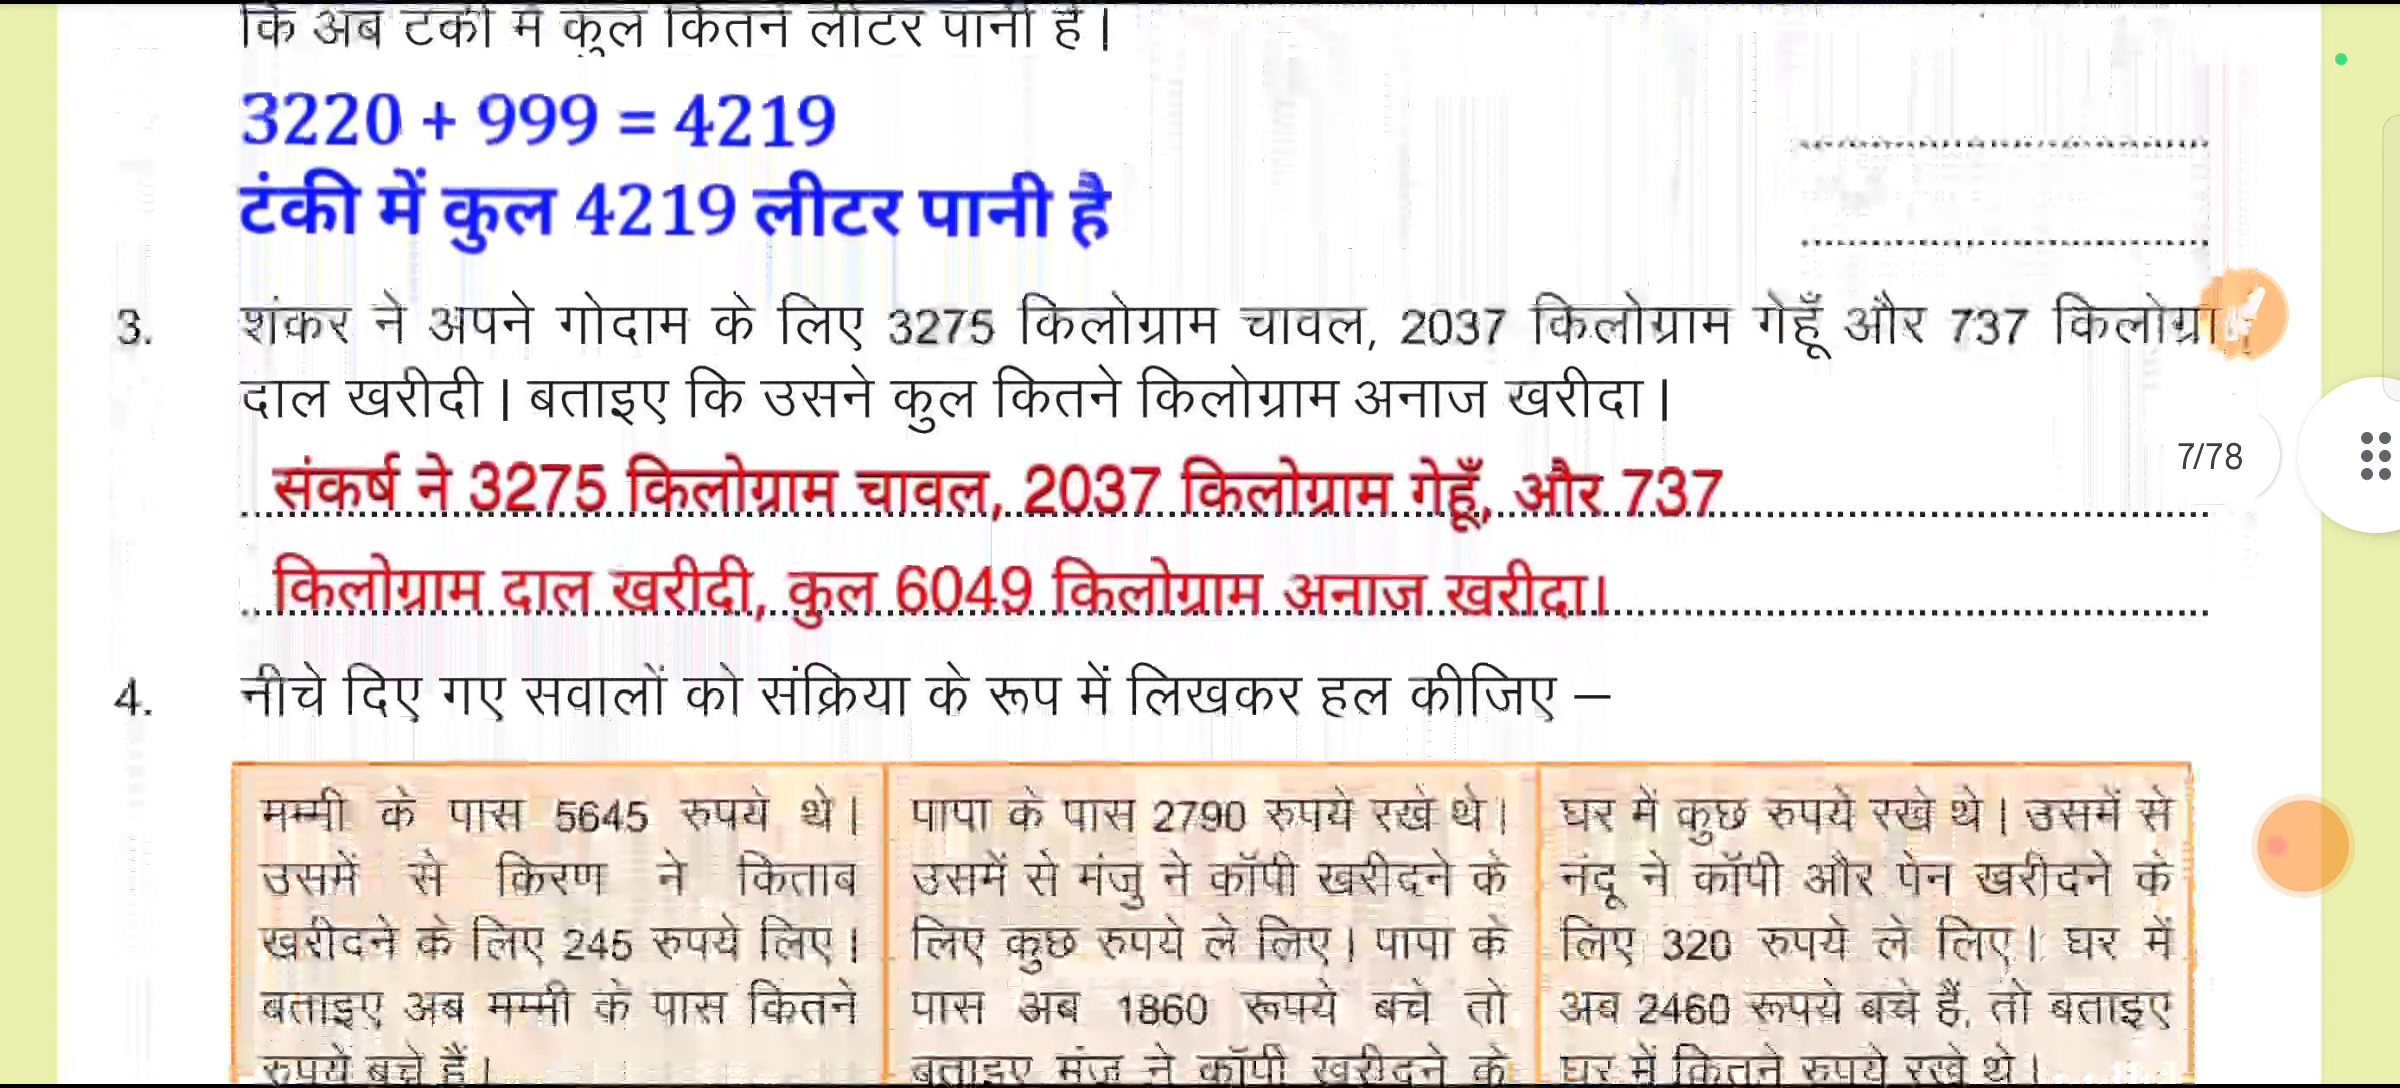 कि अब टंकी में कुल कितने लीटर पानी है।
3220 + 999 = 4219
टंकी में कुल 4219 लीटर पानी है
3. शंकर ने अपने गोदाम के लिए 3275 किलोग्राम चावल, 2037 किलोग्राम गेहूँ और 737 किलोग्रा
दाल खरीदी। बताइए कि उसने कुल कितने किलोग्राम अनाज खरीदा।
संकर्ष ने 3275 किलोग्राम चावल, 2037 किलोग्राम गेहूँ, और 737
7/78
किलोग्राम दाल खरीदी, कुल 6049 किलोग्राम अनाज खरीदा।
4. नीचे दिए गए सवालों को संक्रिया के रूप में लिखकर हल कीजिए –
मम्मी के पास 5645 रुपये थे।
उसमें से किरण ने किताब
खरीदने के लिए 245 रुपये लिए।
बताइए अब मम्मी के पास कितने
रुपये बचे हैं।
पापा के पास 2790 रुपये रखे थे।
उसमें से मंजु ने कॉपी खरीदने के
लिए कुछ रुपये ले लिए। पापा के
पास अब 1860 रूपये बचे तो
बताइए मंजु ने कॉपी खरीदने के
घर में कुछ रुपये रखे थे। उसमें से
नंदू ने कॉपी और पेन खरीदने के
लिए 320 रुपये ले लिए। घर में
अब 2460 रूपये बचे हैं, तो बताइए
घर में कितने रुपये रखे थे।